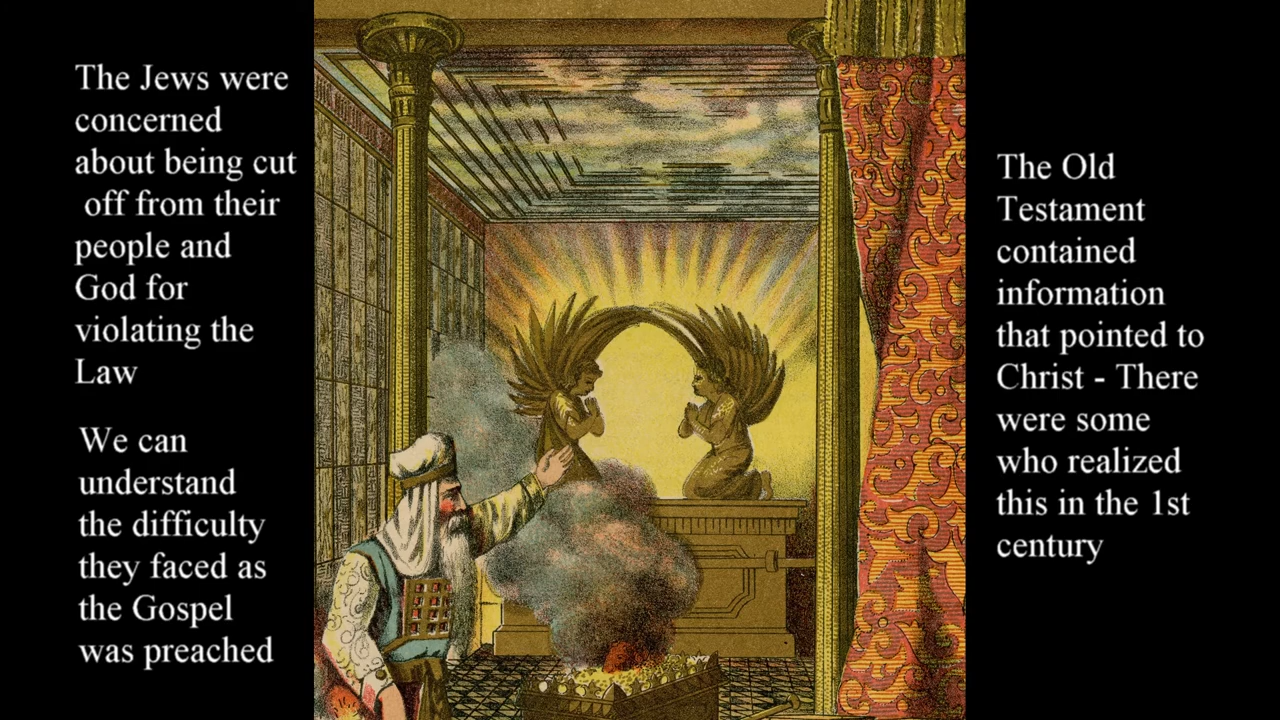 The Jews were
concerned
about being cut
off from their
people and
God for
violating the
Law
We can
understand
the difficulty
they faced as
the Gospel
was preached
The Old
Testament
contained
information
that pointed to
Christ - There
were some
who realized
this in the 1st
century